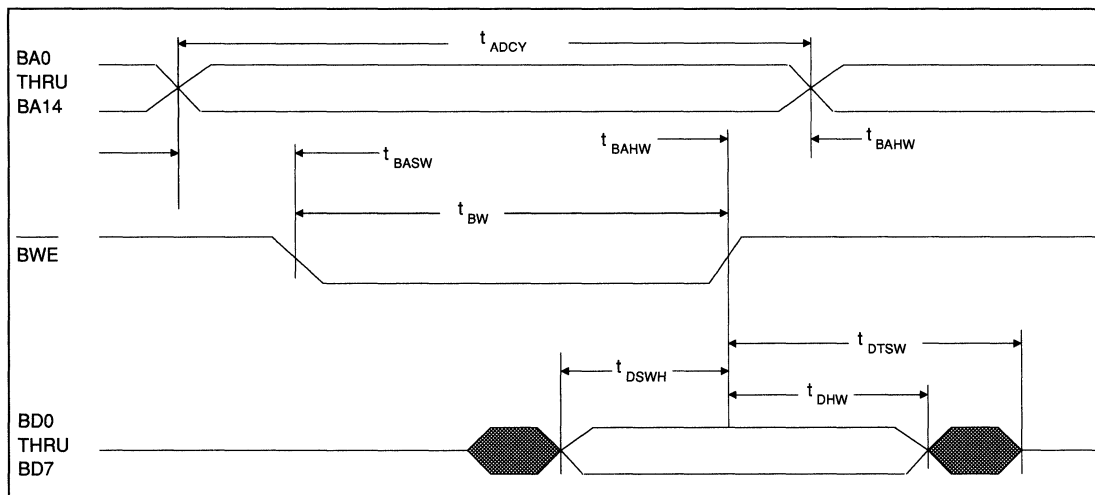 t ADCY
BA0
THRU
BA14
t BASW
t BAHW
t BAHW
t BW
BWE
t DTSW
t DSWH
t DHW
BD0
THRU
BD7